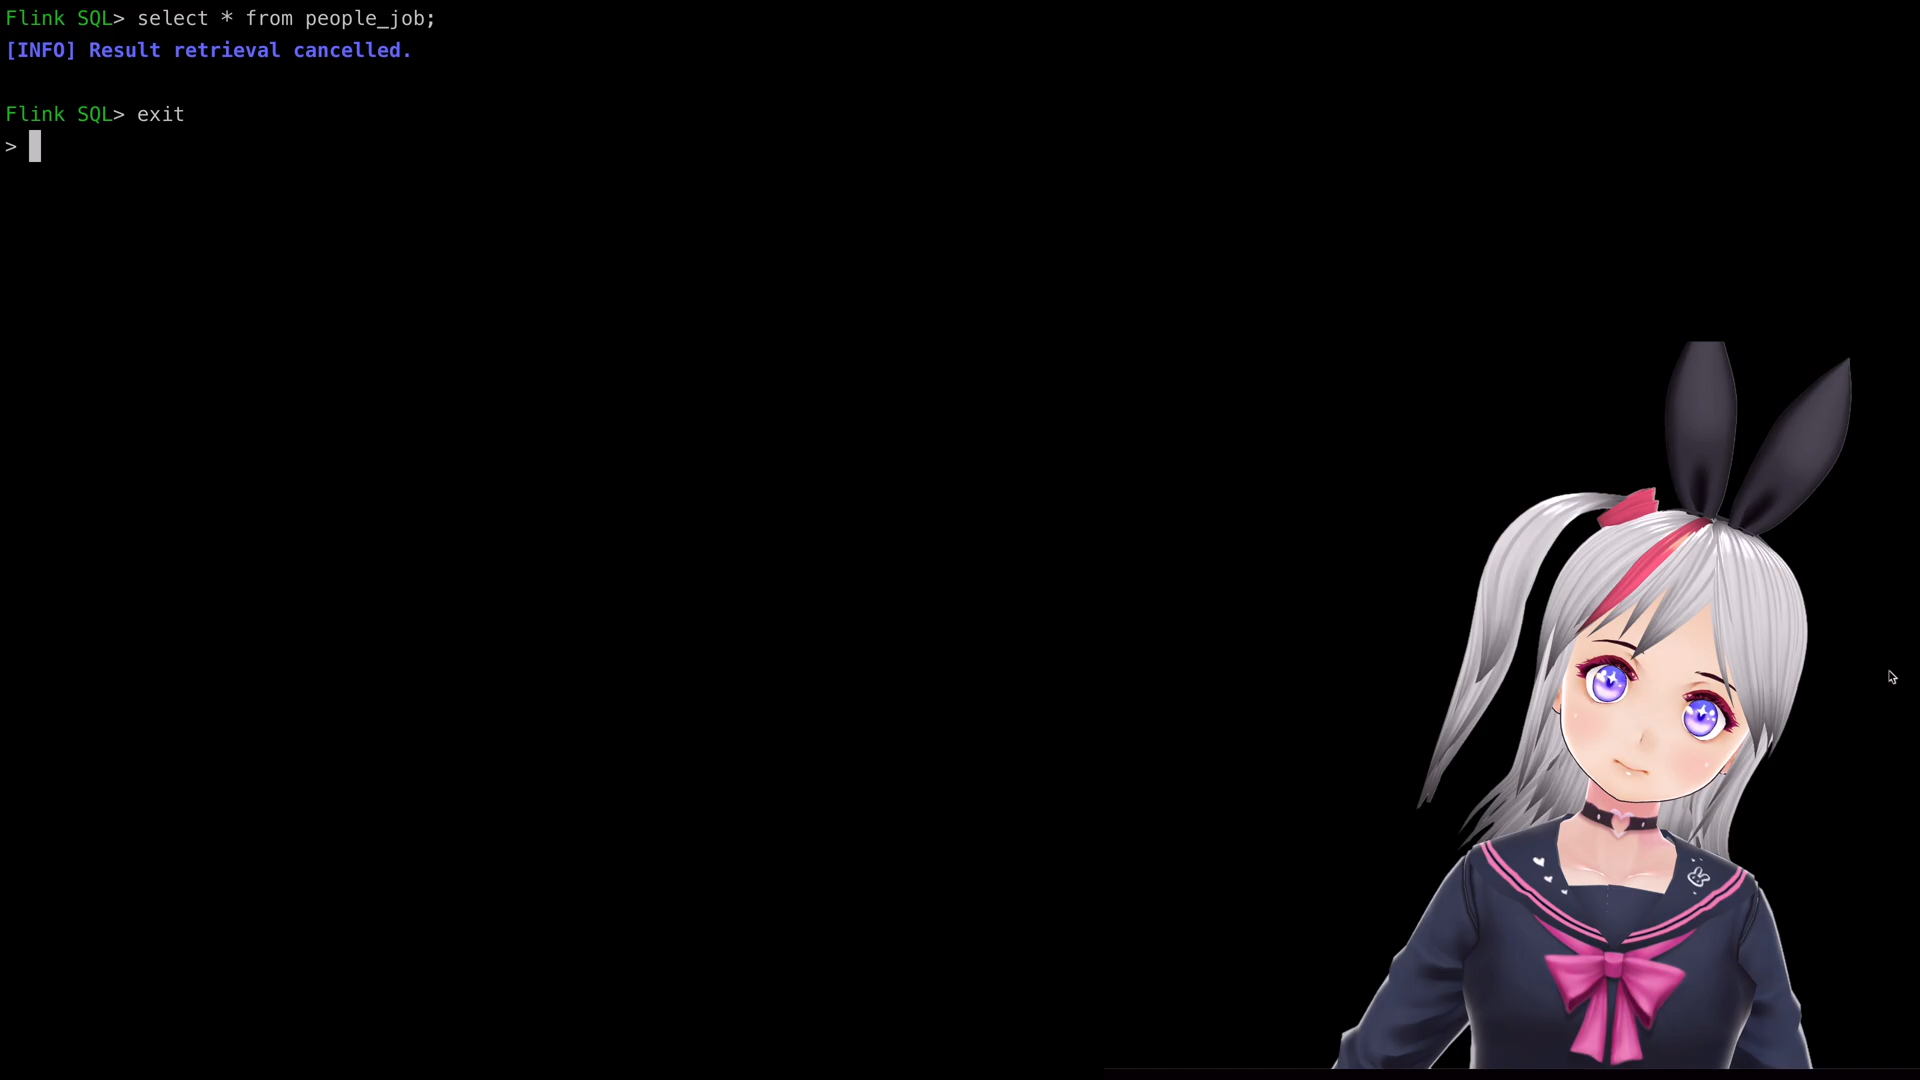 Flink SQL> select * from people_job;
[INFO] Result retrieval cancelled.
Flink SQL> exit
>